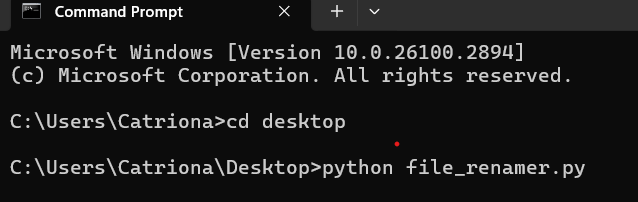 Command Prompt
Microsoft Windows [Version 10.0.26100.2894]
(c) Microsoft Corporation. All rights reserved.
C:\Users\Catriona>cd desktop
C:\Users\Catriona\Desktop>python file_renamer.py